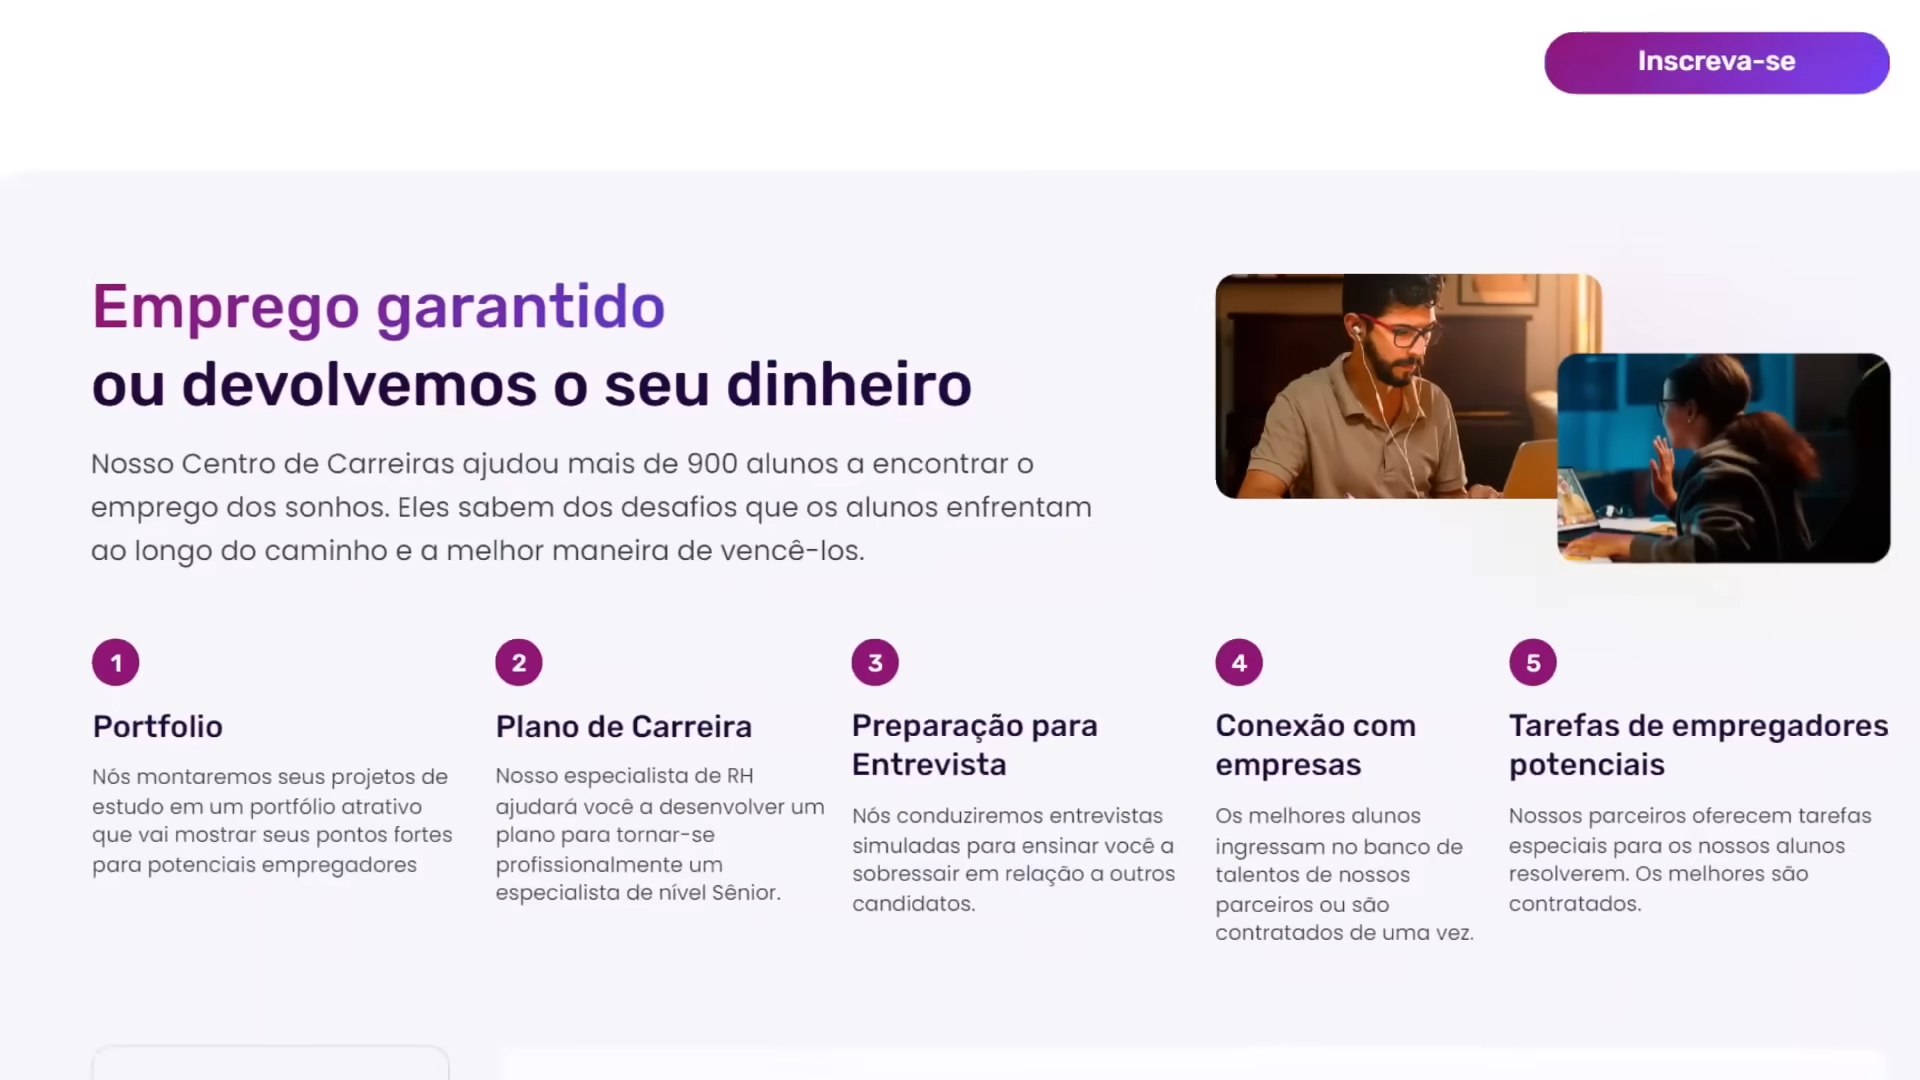 Inscreva-se
Emprego garantido
ou devolvemos o seu dinheiro
Nosso Centro de Carreiras ajudou mais de 900 alunos a encontrar o
emprego dos sonhos. Eles sabem dos desafios que os alunos enfrentam
ao longo do caminho e a melhor maneira de vencê-los.
1
Portfolio
Nós montaremos seus projetos de
estudo em um portfólio atrativo
que vai mostrar seus pontos fortes
para potenciais empregadores
2
Plano de Carreira
Nosso especialista de RH
ajudará você a desenvolver um
plano para tornar-se
profissionalmente um
especialista de nível Sênior.
3
Preparação para
Entrevista
Nós conduziremos entrevistas
simuladas para ensinar você a
sobressair em relação a outros
candidatos.
4
Conexão com
empresas
Os melhores alunos
ingressam no banco de
talentos de nossos
parceiros ou são
contratados de uma vez.
5
Tarefas de empregadores
potenciais
Nossos parceiros oferecem tarefas
especiais para os nossos alunos
resolverem. Os melhores são
contratados.